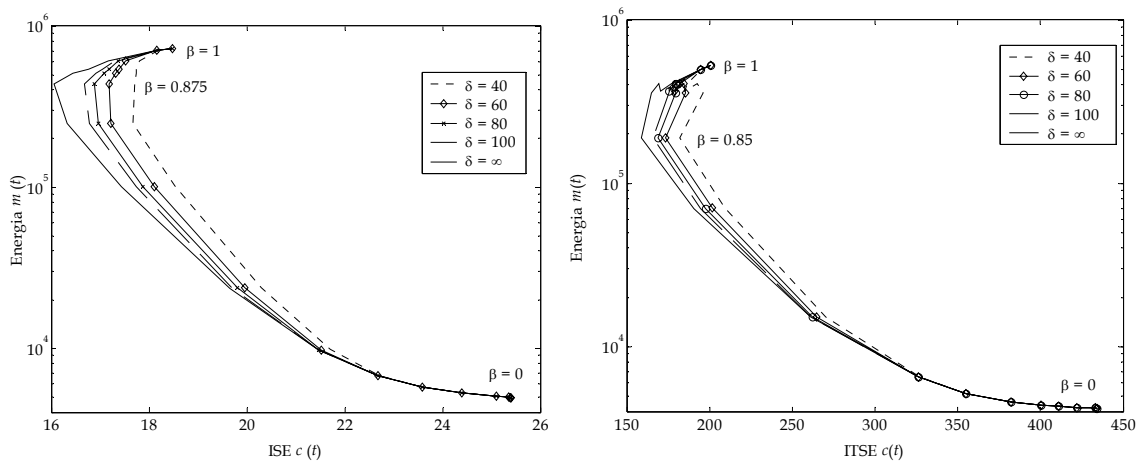 10^6
10^5
10^4
Energia m (t)
β = 1
β = 0.875
β = 0
δ = 40
δ = 60
δ = 80
δ = 100
δ = ∞
16 18 20 22 24 26
ISE c (t)
10^6
10^5
10^4
Energia m(t)
β = 1
β = 0.85
β = 0
δ = 40
δ = 60
δ = 80
δ = 100
δ = ∞
150 200 250 300 350 400 450
ITSE c(t)